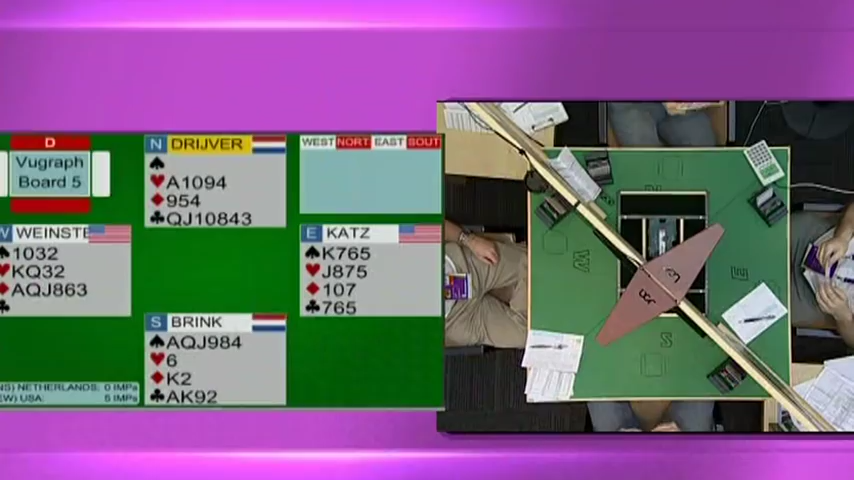 D
Vugraph
Board 5
N DRIJVER
♠
♥A1094
♦954
♣QJ10843
WEST NORT EAST SOUT
W WEINSTE
♠1032
♥KQ32
♦AQJ863
♣
E KATZ
♠K765
♥J875
♦107
♣765
S BRINK
♠AQJ984
♥6
♦K2
♣AK92
NS) NETHERLANDS: 0 IMPs
EW) USA: 5 IMPs
N
W
E
S